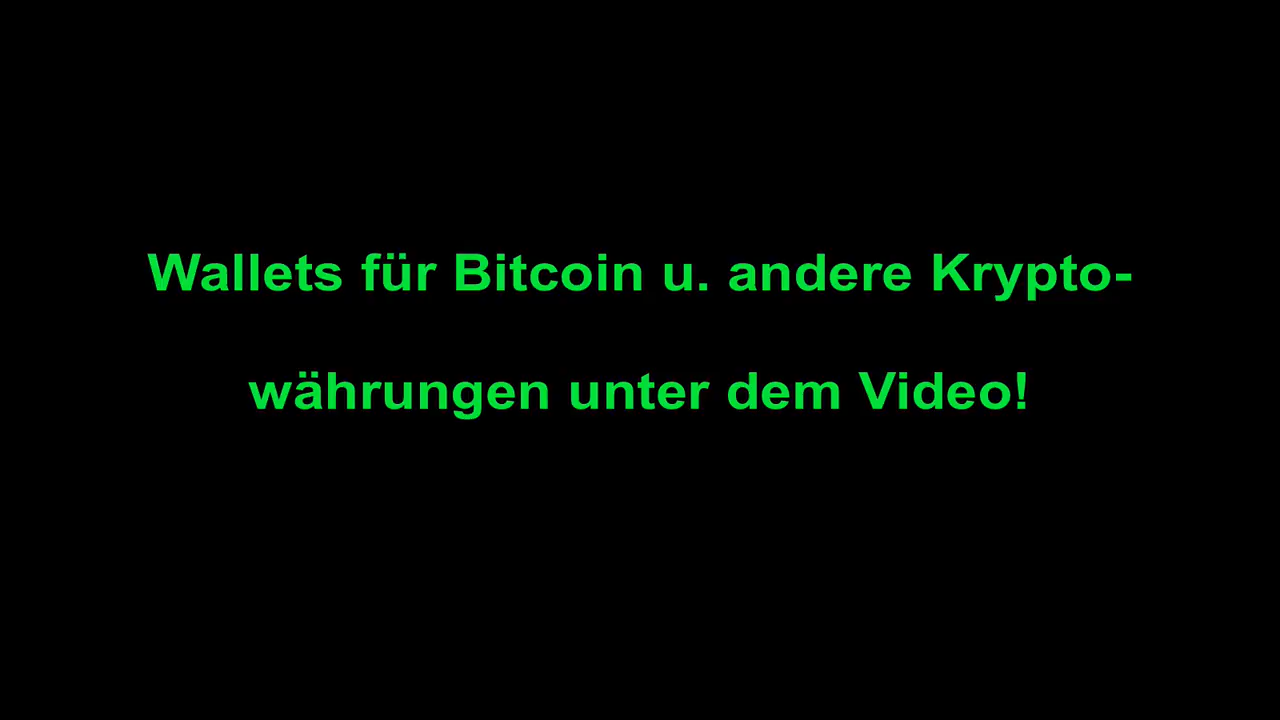 Wallets für Bitcoin u. andere Krypto-
währungen unter dem Video!